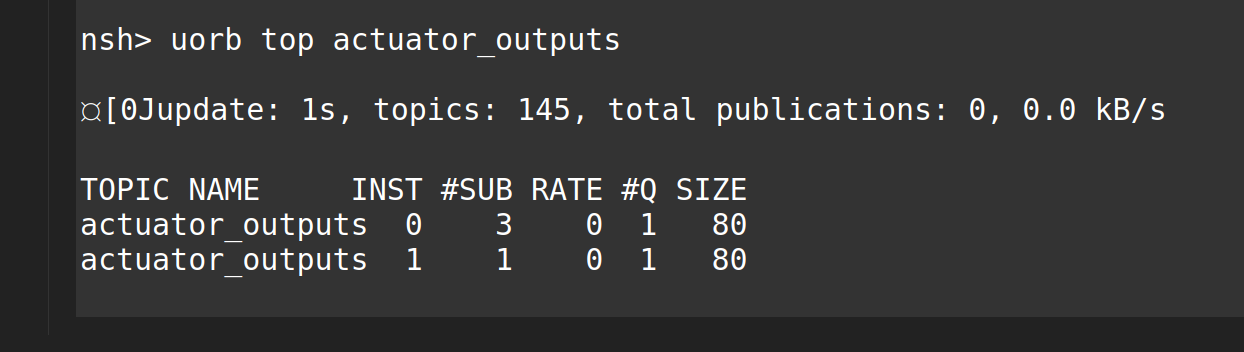 nsh> uorb top actuator_outputs
¤[0Jupdate: 1s, topics: 145, total publications: 0, 0.0 kB/s
TOPIC NAME     INST #SUB RATE #Q SIZE
actuator_outputs  0    3    0  1   80
actuator_outputs  1    1    0  1   80